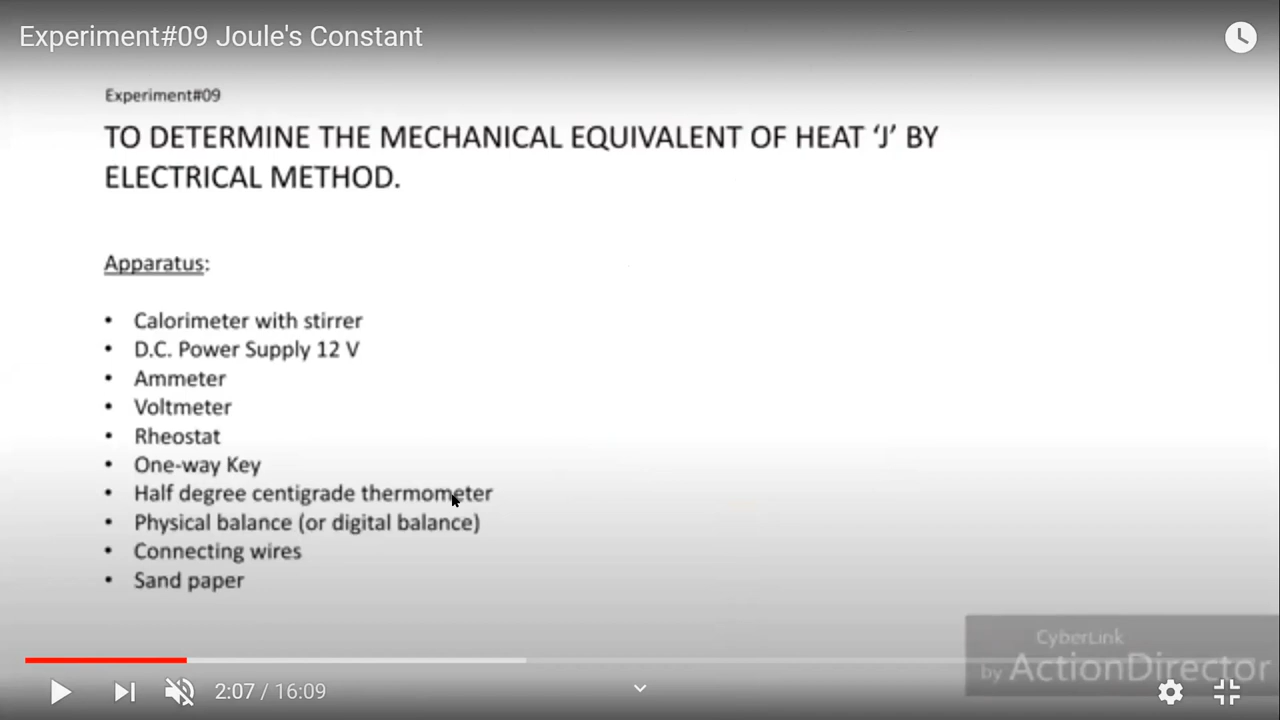 Experiment#09 Joule's Constant
Experiment#09
TO DETERMINE THE MECHANICAL EQUIVALENT OF HEAT ‘J’ BY
ELECTRICAL METHOD.
Apparatus:
• Calorimeter with stirrer
• D.C. Power Supply 12 V
• Ammeter
• Voltmeter
• Rheostat
• One-way Key
• Half degree centigrade thermometer
• Physical balance (or digital balance)
• Connecting wires
• Sand paper
CyberLink
by ActionDirector
2:07 / 16:09